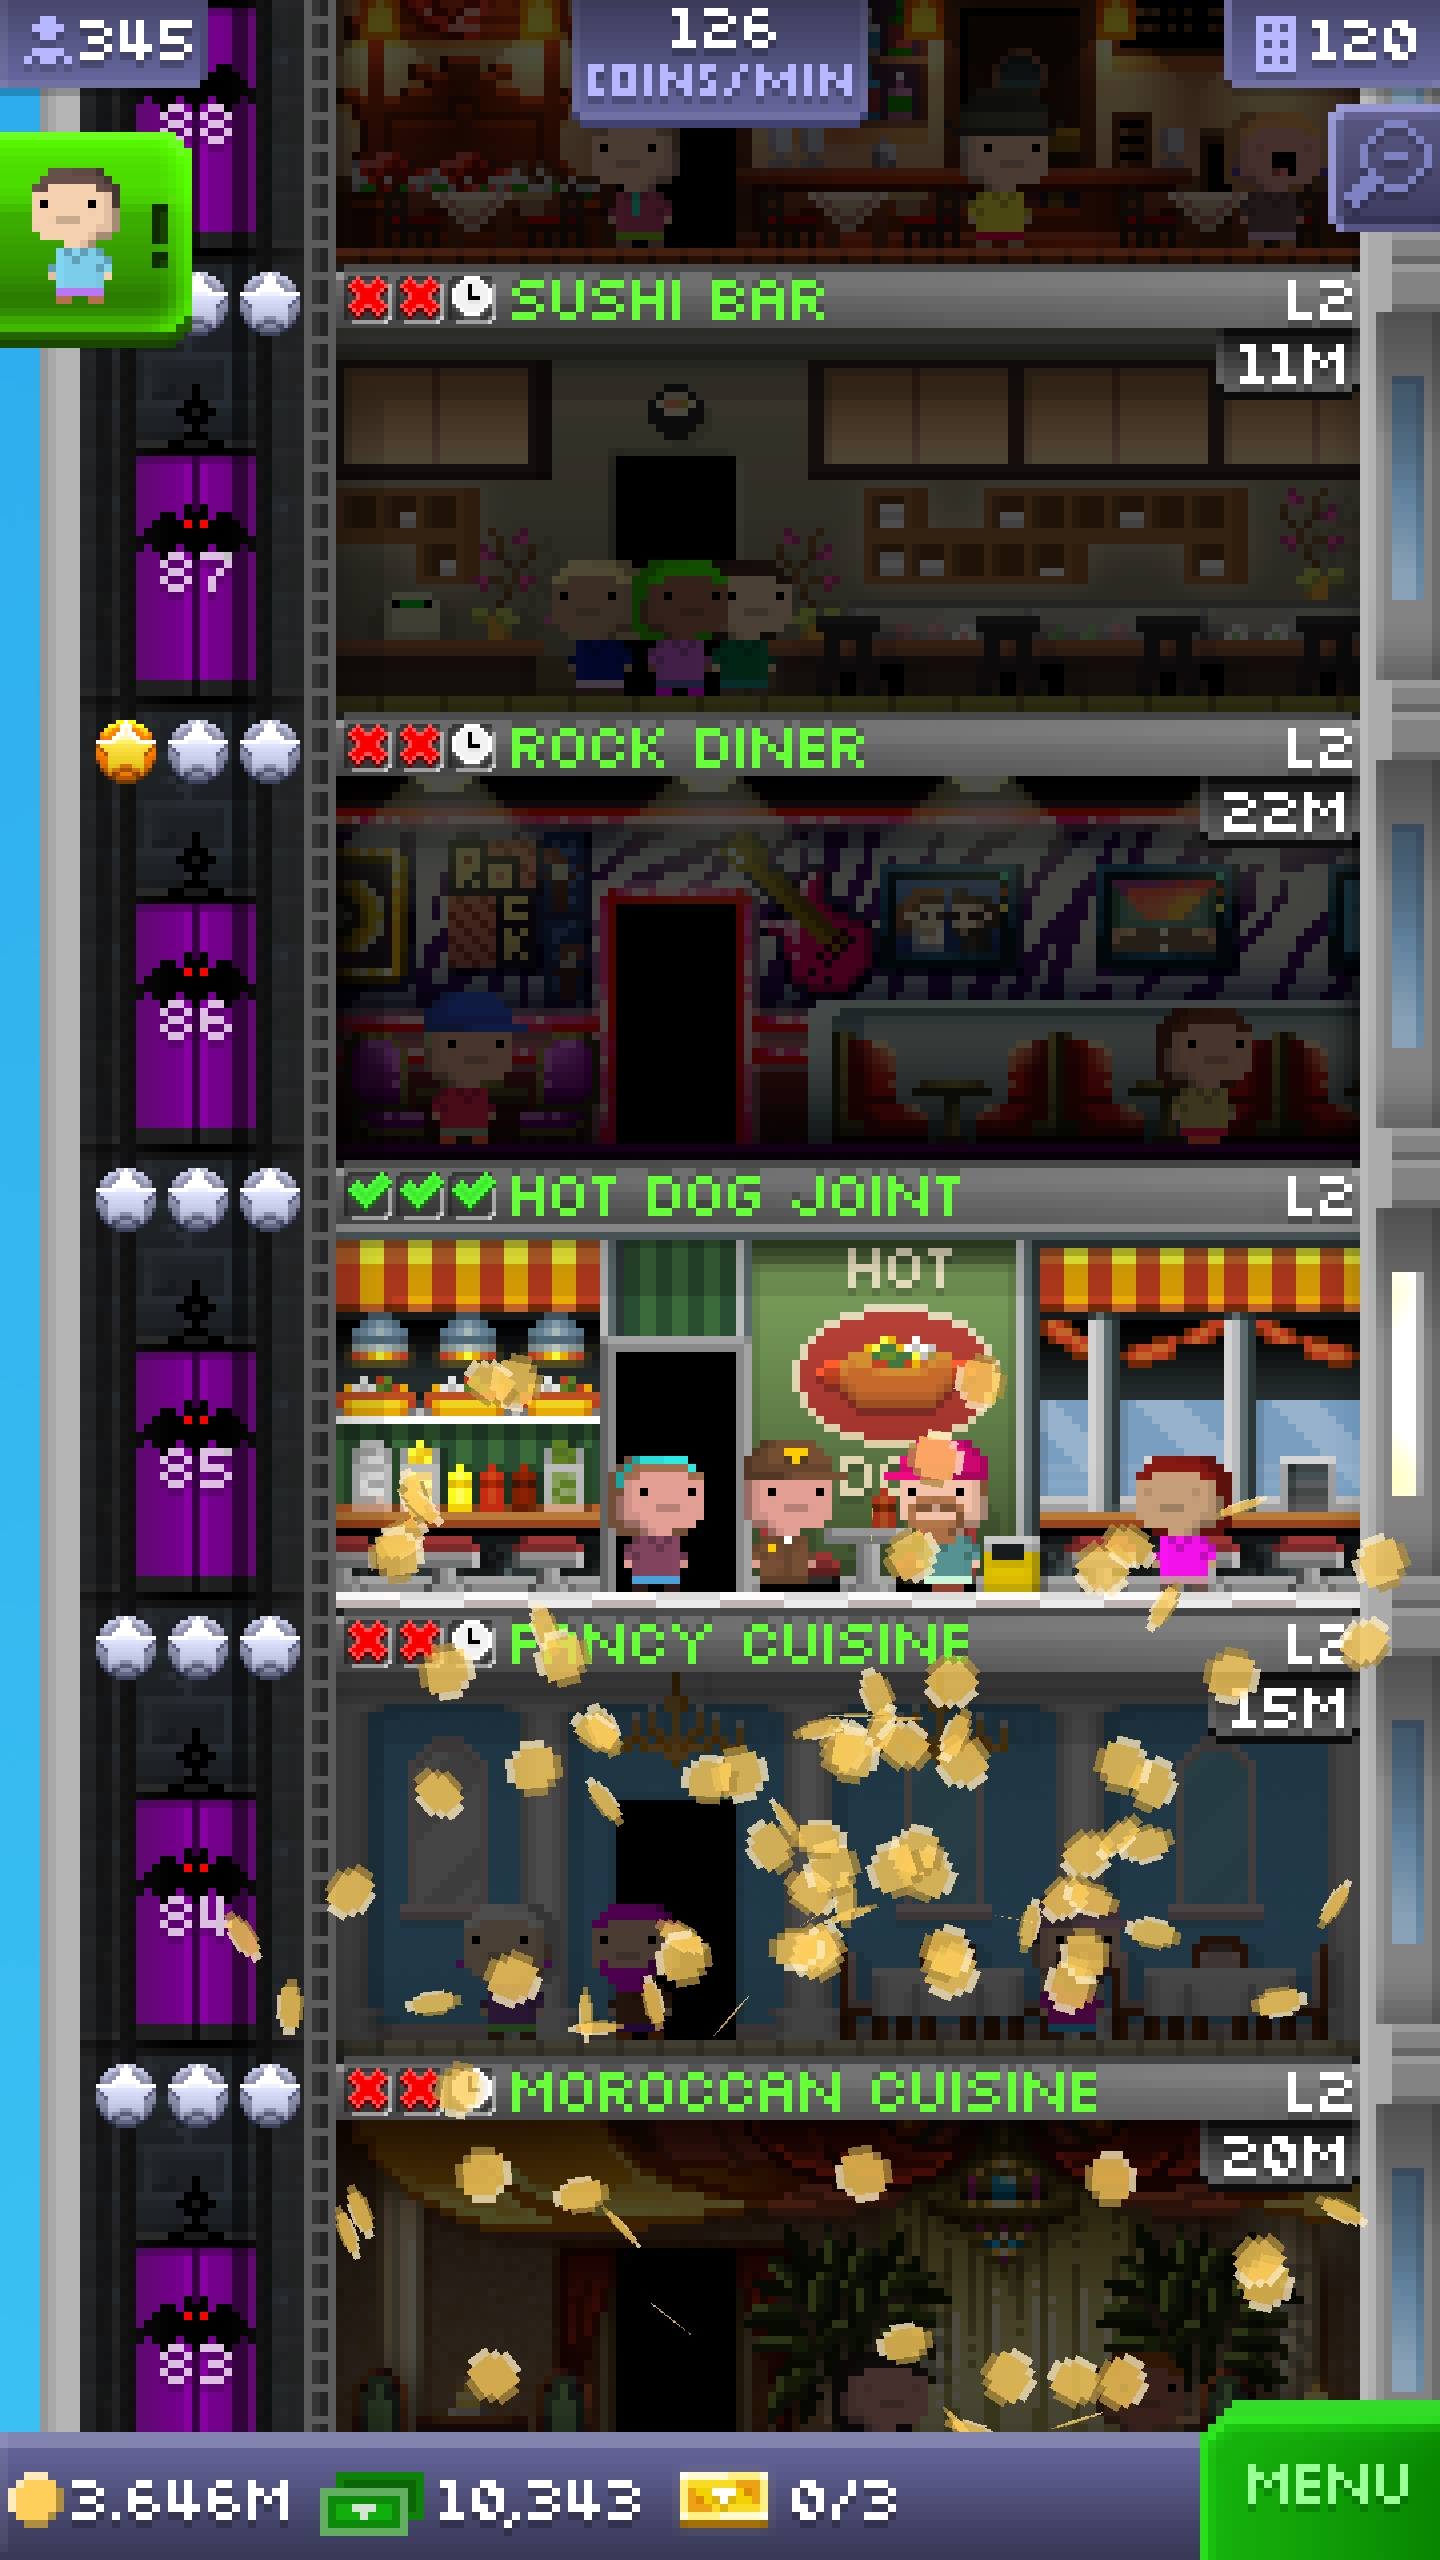 345
126
COINS/MIN
120
88
SUSHI BAR
L2
11M
87
ROCK DINER
L2
22M
Ro
CK
86
HOT DOG JOINT
L2
HOT
85
FANCY CUISINE
L2
15M
84
MOROCCAN CUISINE
L2
20M
83
3.646M
10,343
0/3
MENU